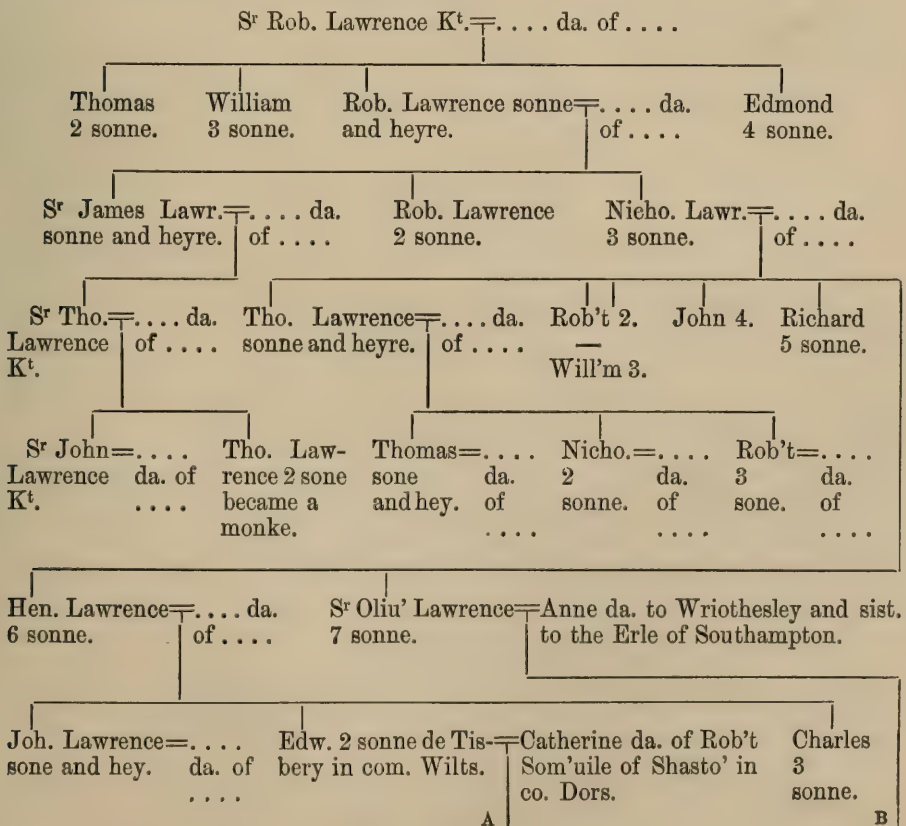 Sʳ Rob. Lawrence Kᵗ.=. . . . da. of . . . .
Thomas 2 sonne.
William 3 sonne.
Rob. Lawrence sonne=. . . . da.
and heyre. of . . . .
Edmond
4 sonne.
Sʳ James Lawr.=. . . . da.
sonne and heyre. of . . . .
Rob. Lawrence
2 sonne.
Nicho. Lawr.=. . . . da.
3 sonne. of . . . .
Sʳ Tho.=. . . . da.
Lawrence of . . . .
Kᵗ.
Tho. Lawrence=. . . . da.
sonne and heyre. of . . . .
Rob't 2.
—
Will'm 3.
John 4.
Richard
5 sonne.
Sʳ John=. . . .
Lawrence da. of
Kᵗ. . . . .
Tho. Law-
rence 2 sone
became a
monke.
Thomas=. . . .
sone da.
and hey. of
. . . .
Nicho.=. . . .
2 da.
sonne. of
. . . .
Rob't=. . . .
3 da.
sone. of
. . . .
Hen. Lawrence=. . . . da.
6 sonne. of . . . .
Sʳ Oliu' Lawrence=Anne da. to Wriothesley and sist.
7 sonne. to the Erle of Southampton.
Joh. Lawrence=. . . .
sone and hey. da. of
. . . .
Edw. 2 sonne de Tis-=Catherine da. of Rob't
bery in com. Wilts. Som'uile of Shasto' in
co. Dors.
Charles
3
sonne.
A B